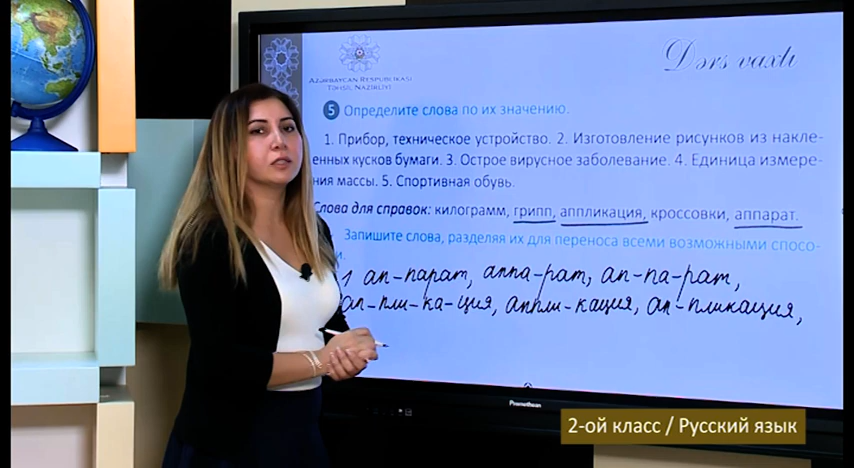 Dərs vaxtı
AZƏRBAYCAN RESPUBLİKASI
TƏHSİL NAZİRLİYİ
5 Определите слова по их значению.
1. Прибор, техническое устройство. 2. Изготовление рисунков из накле-
енных кусков бумаги. 3. Острое вирусное заболевание. 4. Единица измере-
ния массы. 5. Спортивная обувь.
Слова для справок: килограмм, грипп, аппликация, кроссовки, аппарат.
Запишите слова, разделяя их для переноса всеми возможными спосо-
и.
1 ап-парат, аппа-рат, ап-па-рат,
ап-пли-ка-ция, аппли-кация, ап-пликация,
Promethean
2-ой класс / Русский язык